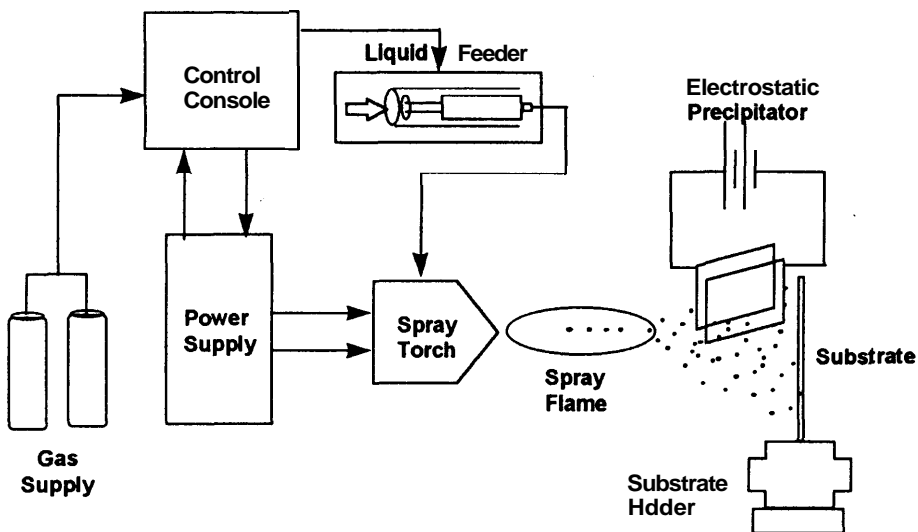 Control
Console
Liquid Feeder
Electrostatic
Precipitator
Power
Supply
Spray
Torch
Spray
Flame
Substrate
Gas
Supply
Substrate
Hdder